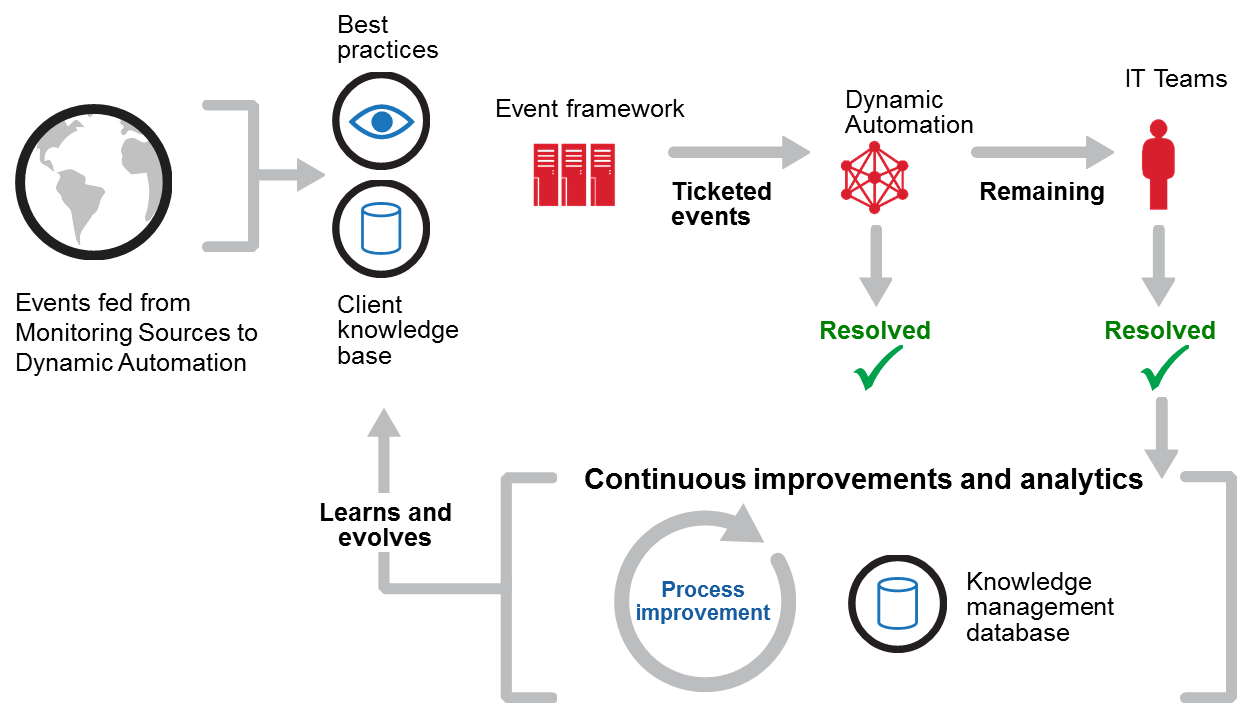 Events fed from
Monitoring Sources to
Dynamic Automation
Best
practices
Client
knowledge
base
Event framework
Ticketed
events
Dynamic
Automation
Remaining
IT Teams
Resolved
Resolved
Continuous improvements and analytics
Learns and
evolves
Process
improvement
Knowledge
management
database